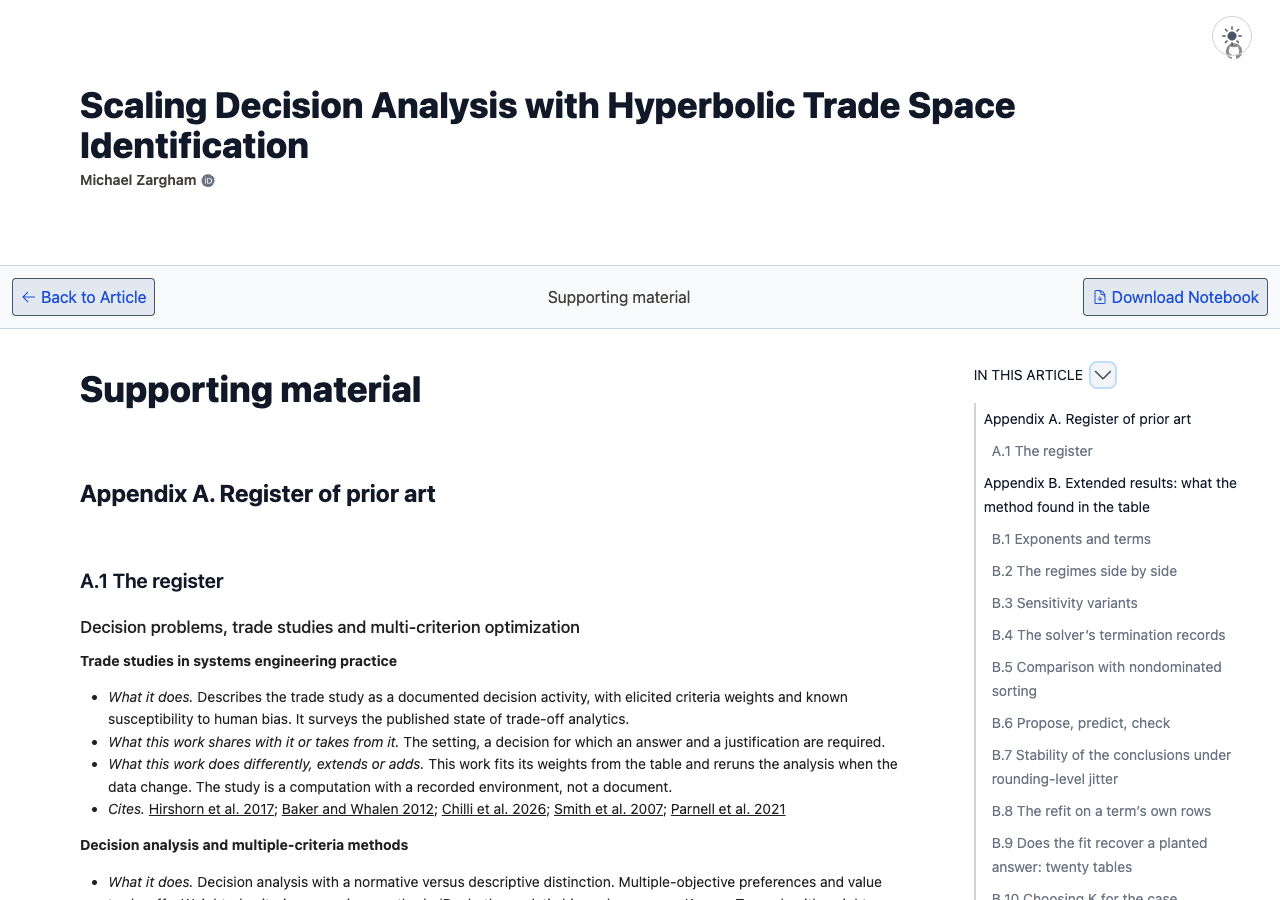 Scaling Decision Analysis with Hyperbolic Trade Space
Identification
Michael Zargham
Back to Article
Supporting material
Download Notebook
Supporting material
Appendix A. Register of prior art
A.1 The register
Decision problems, trade studies and multi-criterion optimization
Trade studies in systems engineering practice
What it does. Describes the trade study as a documented decision activity, with elicited criteria weights and known
susceptibility to human bias. It surveys the published state of trade-off analytics.
What this work shares with it or takes from it. The setting, a decision for which an answer and a justification are required.
What this work does differently, extends or adds. This work fits its weights from the table and reruns the analysis when the
data change. The study is a computation with a recorded environment, not a document.
Cites. Hirshorn et al. 2017; Baker and Whalen 2012; Chilli et al. 2026; Smith et al. 2007; Parnell et al. 2021
Decision analysis and multiple-criteria methods
What it does. Decision analysis with a normative versus descriptive distinction. Multiple-objective preferences and value
IN THIS ARTICLE
Appendix A. Register of prior art
A.1 The register
Appendix B. Extended results: what the
method found in the table
B.1 Exponents and terms
B.2 The regimes side by side
B.3 Sensitivity variants
B.4 The solver's termination records
B.5 Comparison with nondominated
sorting
B.6 Propose, predict, check
B.7 Stability of the conclusions under
rounding-level jitter
B.8 The refit on a term's own rows
B.9 Does the fit recover a planted
answer: twenty tables
B.10 Choosing K for the case